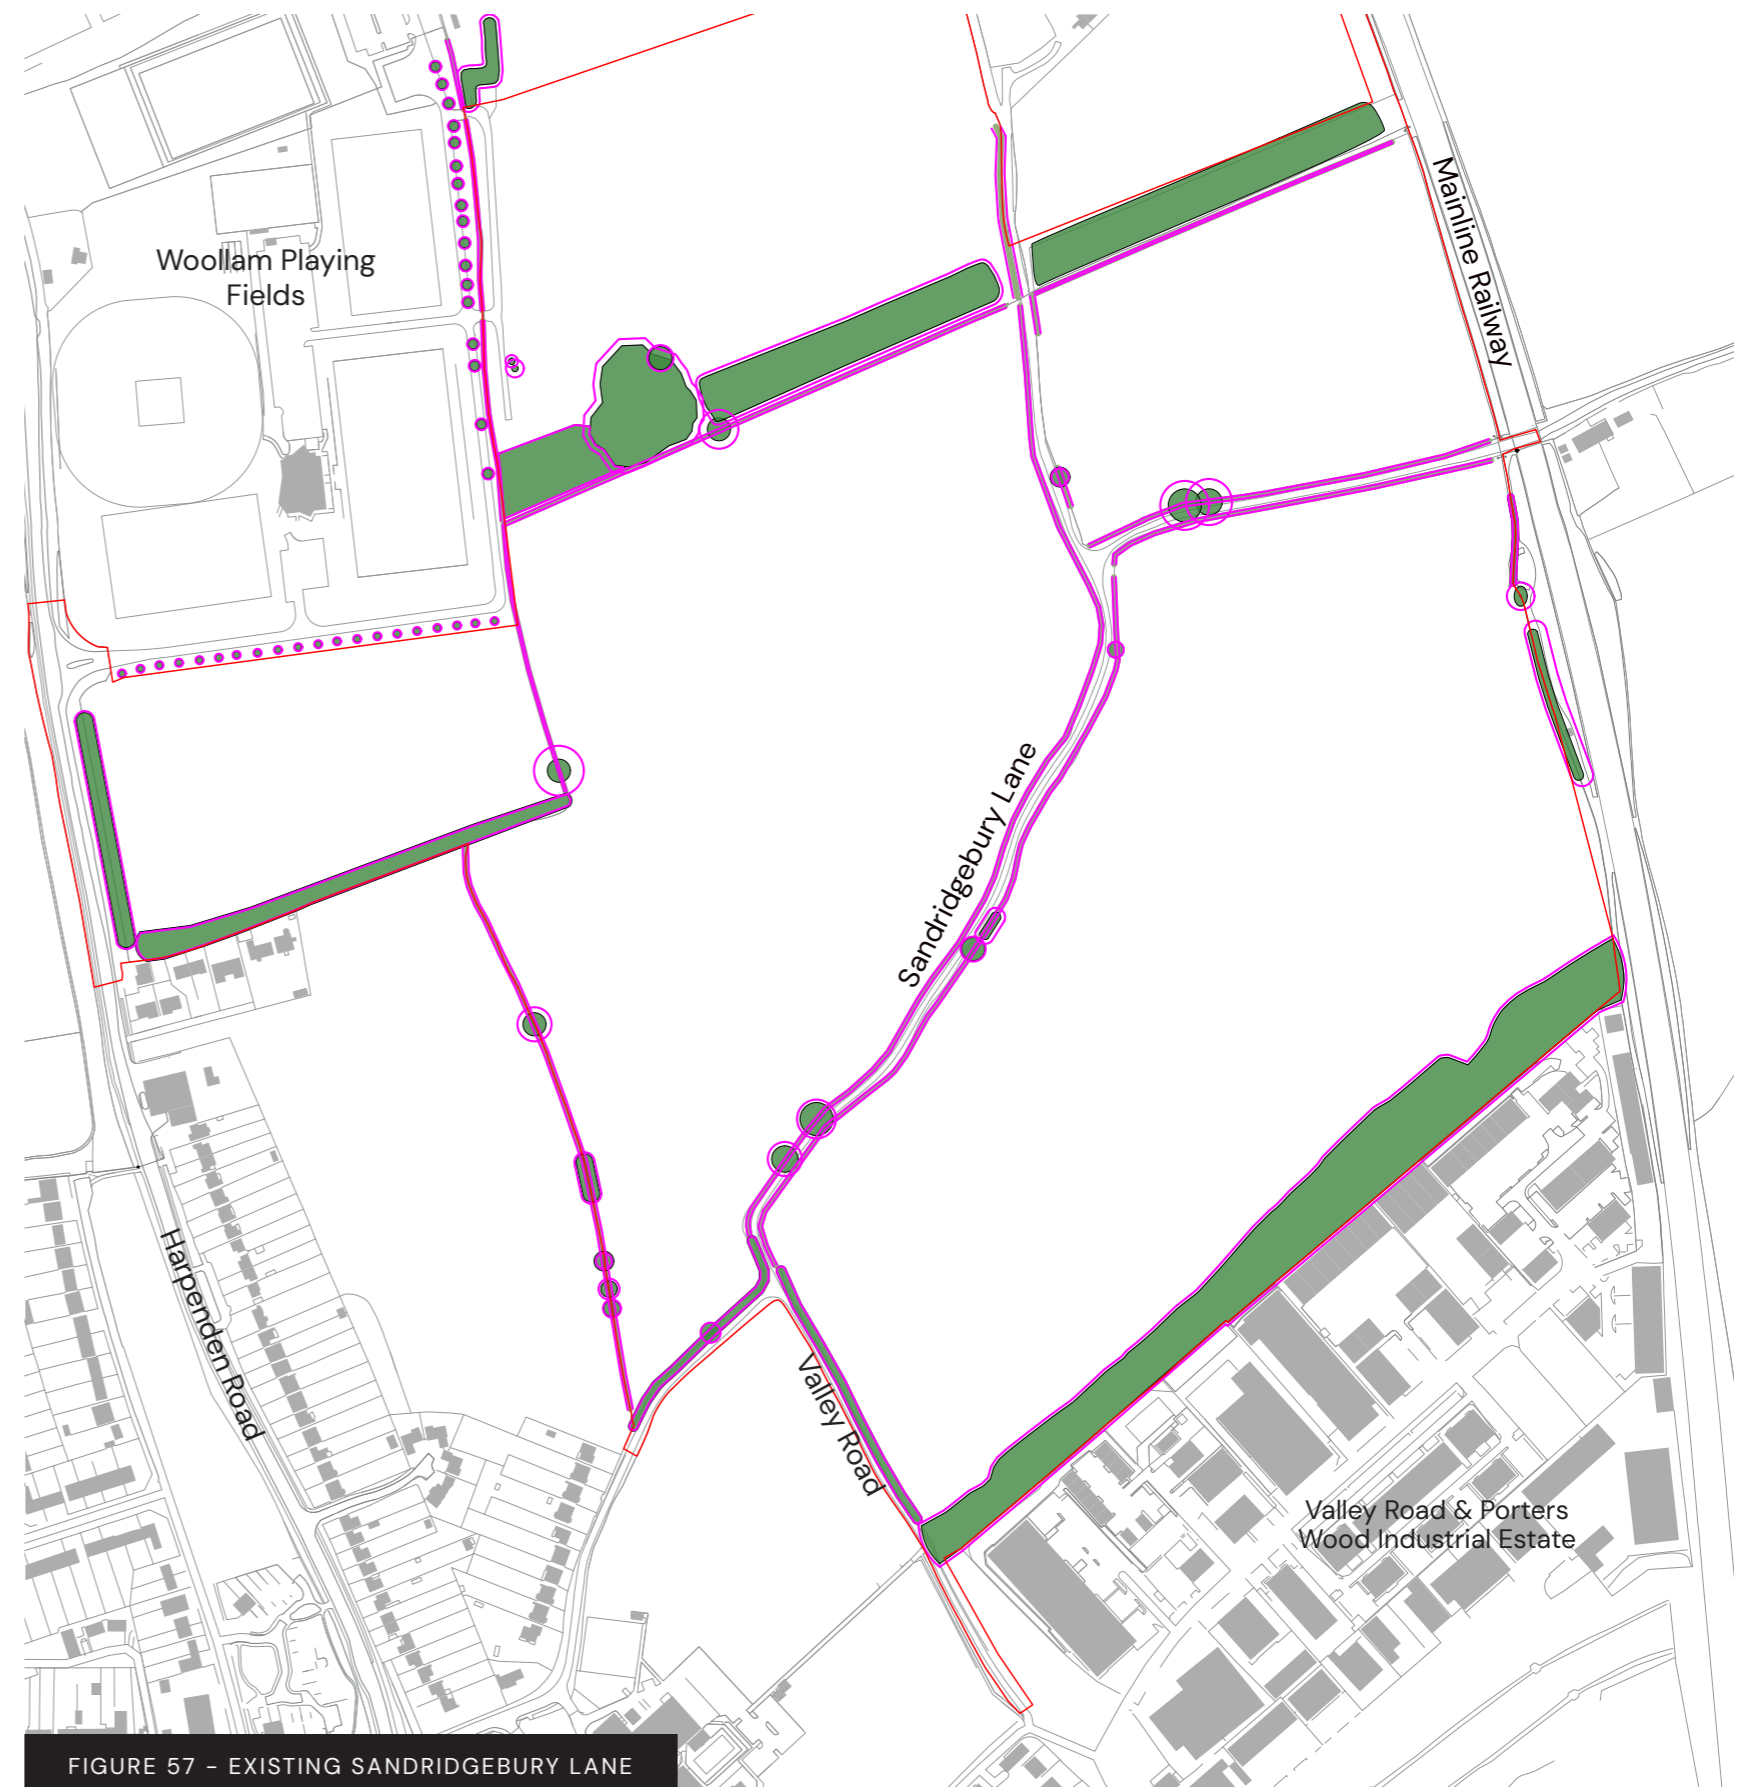 Woollam Playing
Fields
Mainline Railway
Sandridgebury Lane
Harpenden Road
Valley Road
Valley Road & Porters
Wood Industrial Estate
FIGURE 57 - EXISTING SANDRIDGEBURY LANE